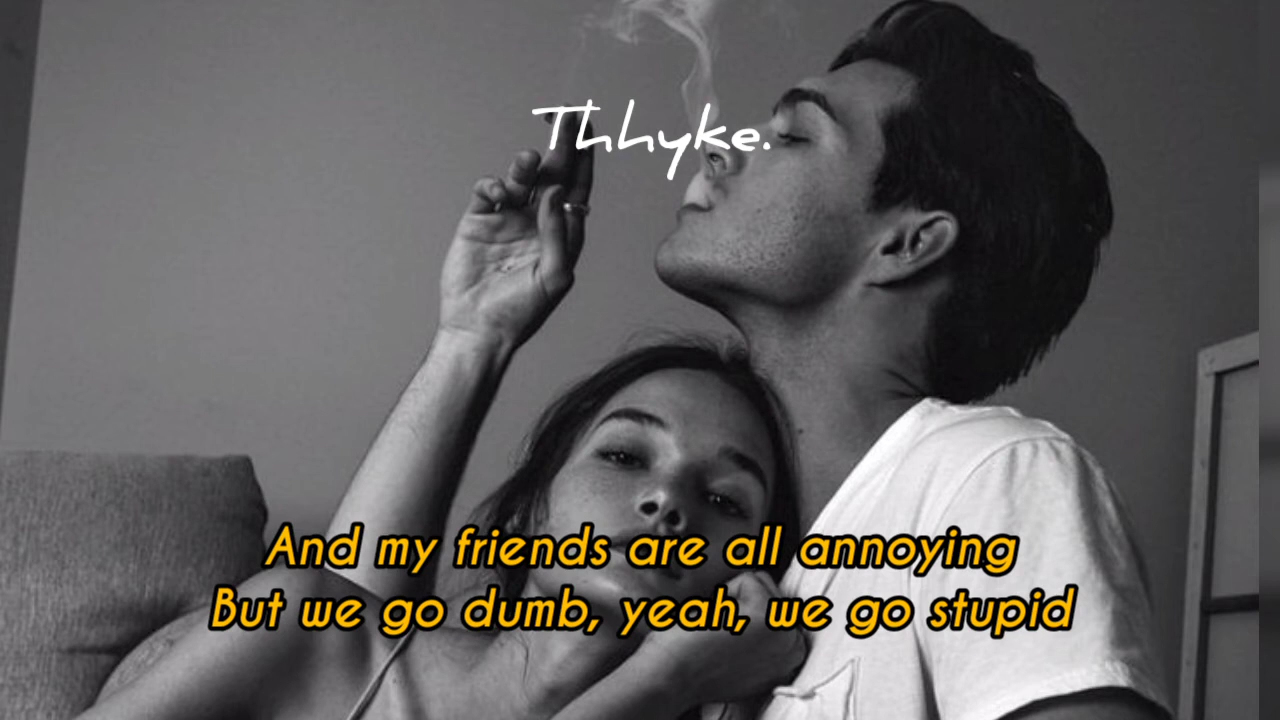 Thhyke.
And my friends are all annoying
But we go dumb, yeah, we go stupid